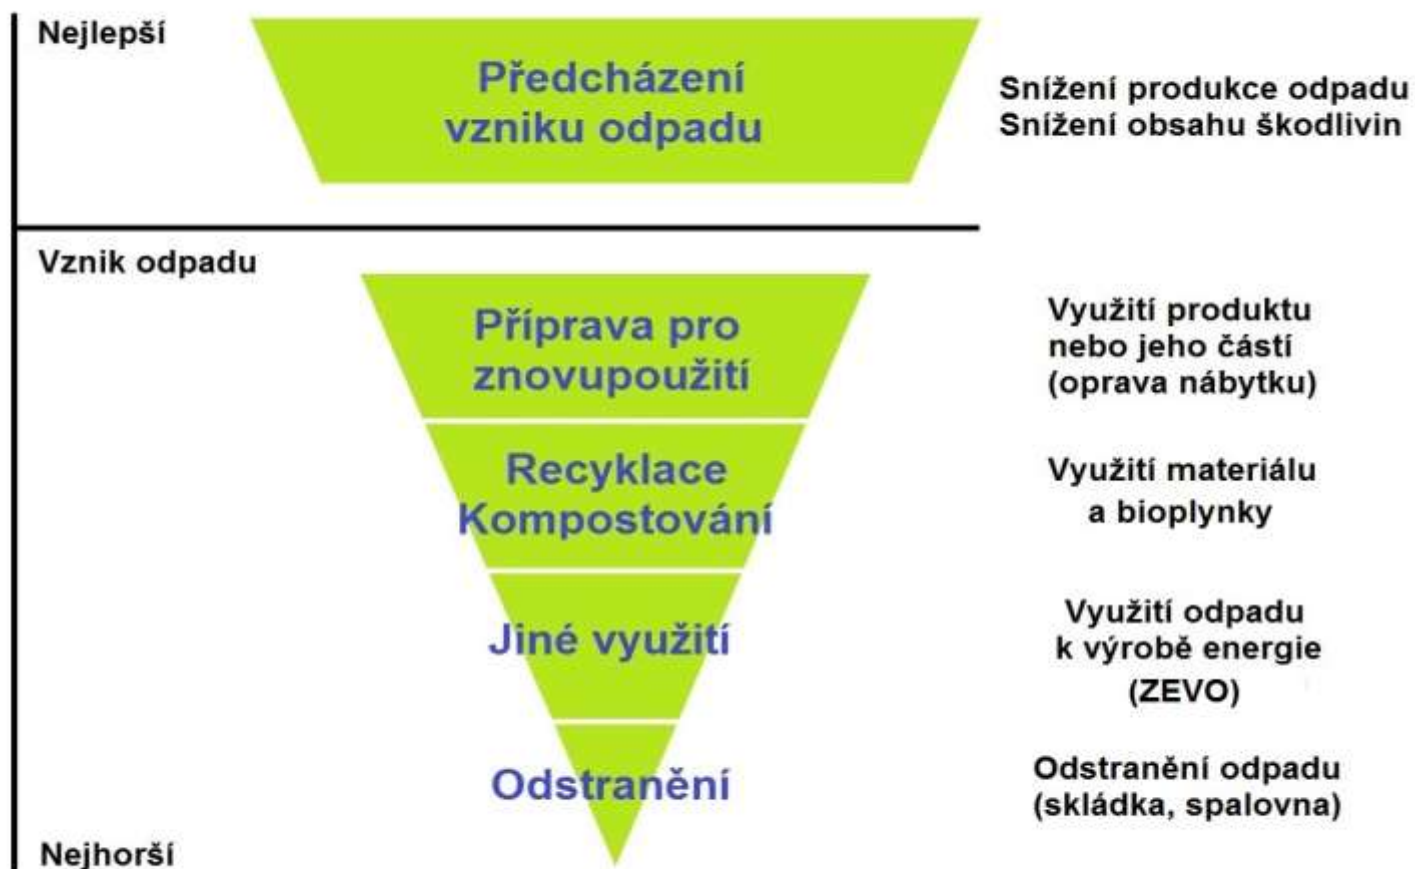 Nejlepší
Předcházení
vzniku odpadu
Snížení produkce odpadu
Snížení obsahu škodlivin
Vznik odpadu
Příprava pro
znovupoužití
Využití produktu
nebo jeho částí
(oprava nábytku)
Recyklace
Kompostování
Využití materiálu
a bioplynky
Jiné využití
Využití odpadu
k výrobě energie
(ZEVO)
Odstranění
Odstranění odpadu
(skládka, spalovna)
Nejhorší